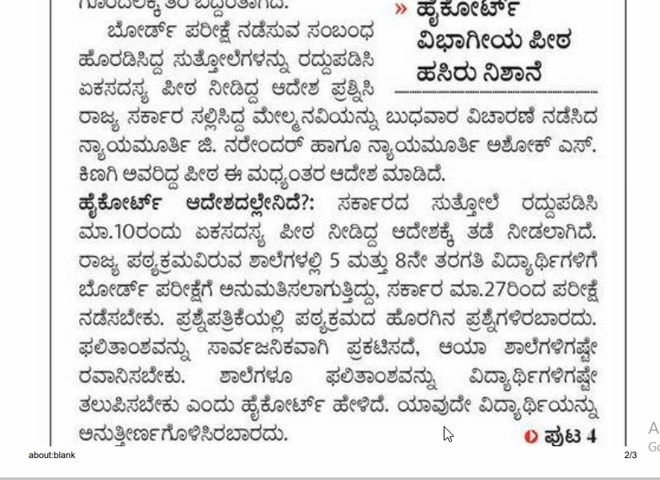 ಗೊಂದಲಕ್ಕೆ ತೆರೆ ಬಿದ್ದಂತಾಗಿದೆ.
ಬೋರ್ಡ್ ಪರೀಕ್ಷೆ ನಡೆಸುವ ಸಂಬಂಧ
ಹೊರಡಿಸಿದ್ದ ಸುತ್ತೋಲೆಗಳನ್ನು ರದ್ದುಪಡಿಸಿ
ಏಕಸದಸ್ಯ ಪೀಠ ನೀಡಿದ್ದ ಆದೇಶ ಪ್ರಶ್ನಿಸಿ
» ಹೈಕೋರ್ಟ್
ವಿಭಾಗೀಯ ಪೀಠ
ಹಸಿರು ನಿಶಾನೆ
ರಾಜ್ಯ ಸರ್ಕಾರ ಸಲ್ಲಿಸಿದ್ದ ಮೇಲ್ಮನವಿಯನ್ನು ಬುಧವಾರ ವಿಚಾರಣೆ ನಡೆಸಿದ
ನ್ಯಾಯಮೂರ್ತಿ ಜಿ. ನರೇಂದರ್ ಹಾಗೂ ನ್ಯಾಯಮೂರ್ತಿ ಅಶೋಕ್ ಎಸ್.
ಕಿಣಗಿ ಅವರಿದ್ದ ಪೀಠ ಈ ಮಧ್ಯಂತರ ಆದೇಶ ಮಾಡಿದೆ.
ಹೈಕೋರ್ಟ್ ಆದೇಶದಲ್ಲೇನಿದೆ?: ಸರ್ಕಾರದ ಸುತ್ತೋಲೆ ರದ್ದುಪಡಿಸಿ
ಮಾ.10ರಂದು ಏಕಸದಸ್ಯ ಪೀಠ ನೀಡಿದ್ದ ಆದೇಶಕ್ಕೆ ತಡೆ ನೀಡಲಾಗಿದೆ.
ರಾಜ್ಯ ಪಠ್ಯಕ್ರಮವಿರುವ ಶಾಲೆಗಳಲ್ಲಿ 5 ಮತ್ತು 8ನೇ ತರಗತಿ ವಿದ್ಯಾರ್ಥಿಗಳಿಗೆ
ಬೋರ್ಡ್ ಪರೀಕ್ಷೆಗೆ ಅನುಮತಿಸಲಾಗುತ್ತಿದ್ದು, ಸರ್ಕಾರ ಮಾ.27ರಿಂದ ಪರೀಕ್ಷೆ
ನಡೆಸಬೇಕು. ಪ್ರಶ್ನೆಪತ್ರಿಕೆಯಲ್ಲಿ ಪಠ್ಯಕ್ರಮದ ಹೊರಗಿನ ಪ್ರಶ್ನೆಗಳಿರಬಾರದು.
ಫಲಿತಾಂಶವನ್ನು ಸಾರ್ವಜನಿಕವಾಗಿ ಪ್ರಕಟಿಸದೆ, ಆಯಾ ಶಾಲೆಗಳಿಗಷ್ಟೇ
ರವಾನಿಸಬೇಕು. ಶಾಲೆಗಳೂ ಫಲಿತಾಂಶವನ್ನು ವಿದ್ಯಾರ್ಥಿಗಳಿಗಷ್ಟೇ
ತಲುಪಿಸಬೇಕು ಎಂದು ಹೈಕೋರ್ಟ್ ಹೇಳಿದೆ. ಯಾವುದೇ ವಿದ್ಯಾರ್ಥಿಯನ್ನು
ಅನುತ್ತೀರ್ಣಗೊಳಿಸಿರಬಾರದು.
ಪುಟ 4
about:blank
2/3